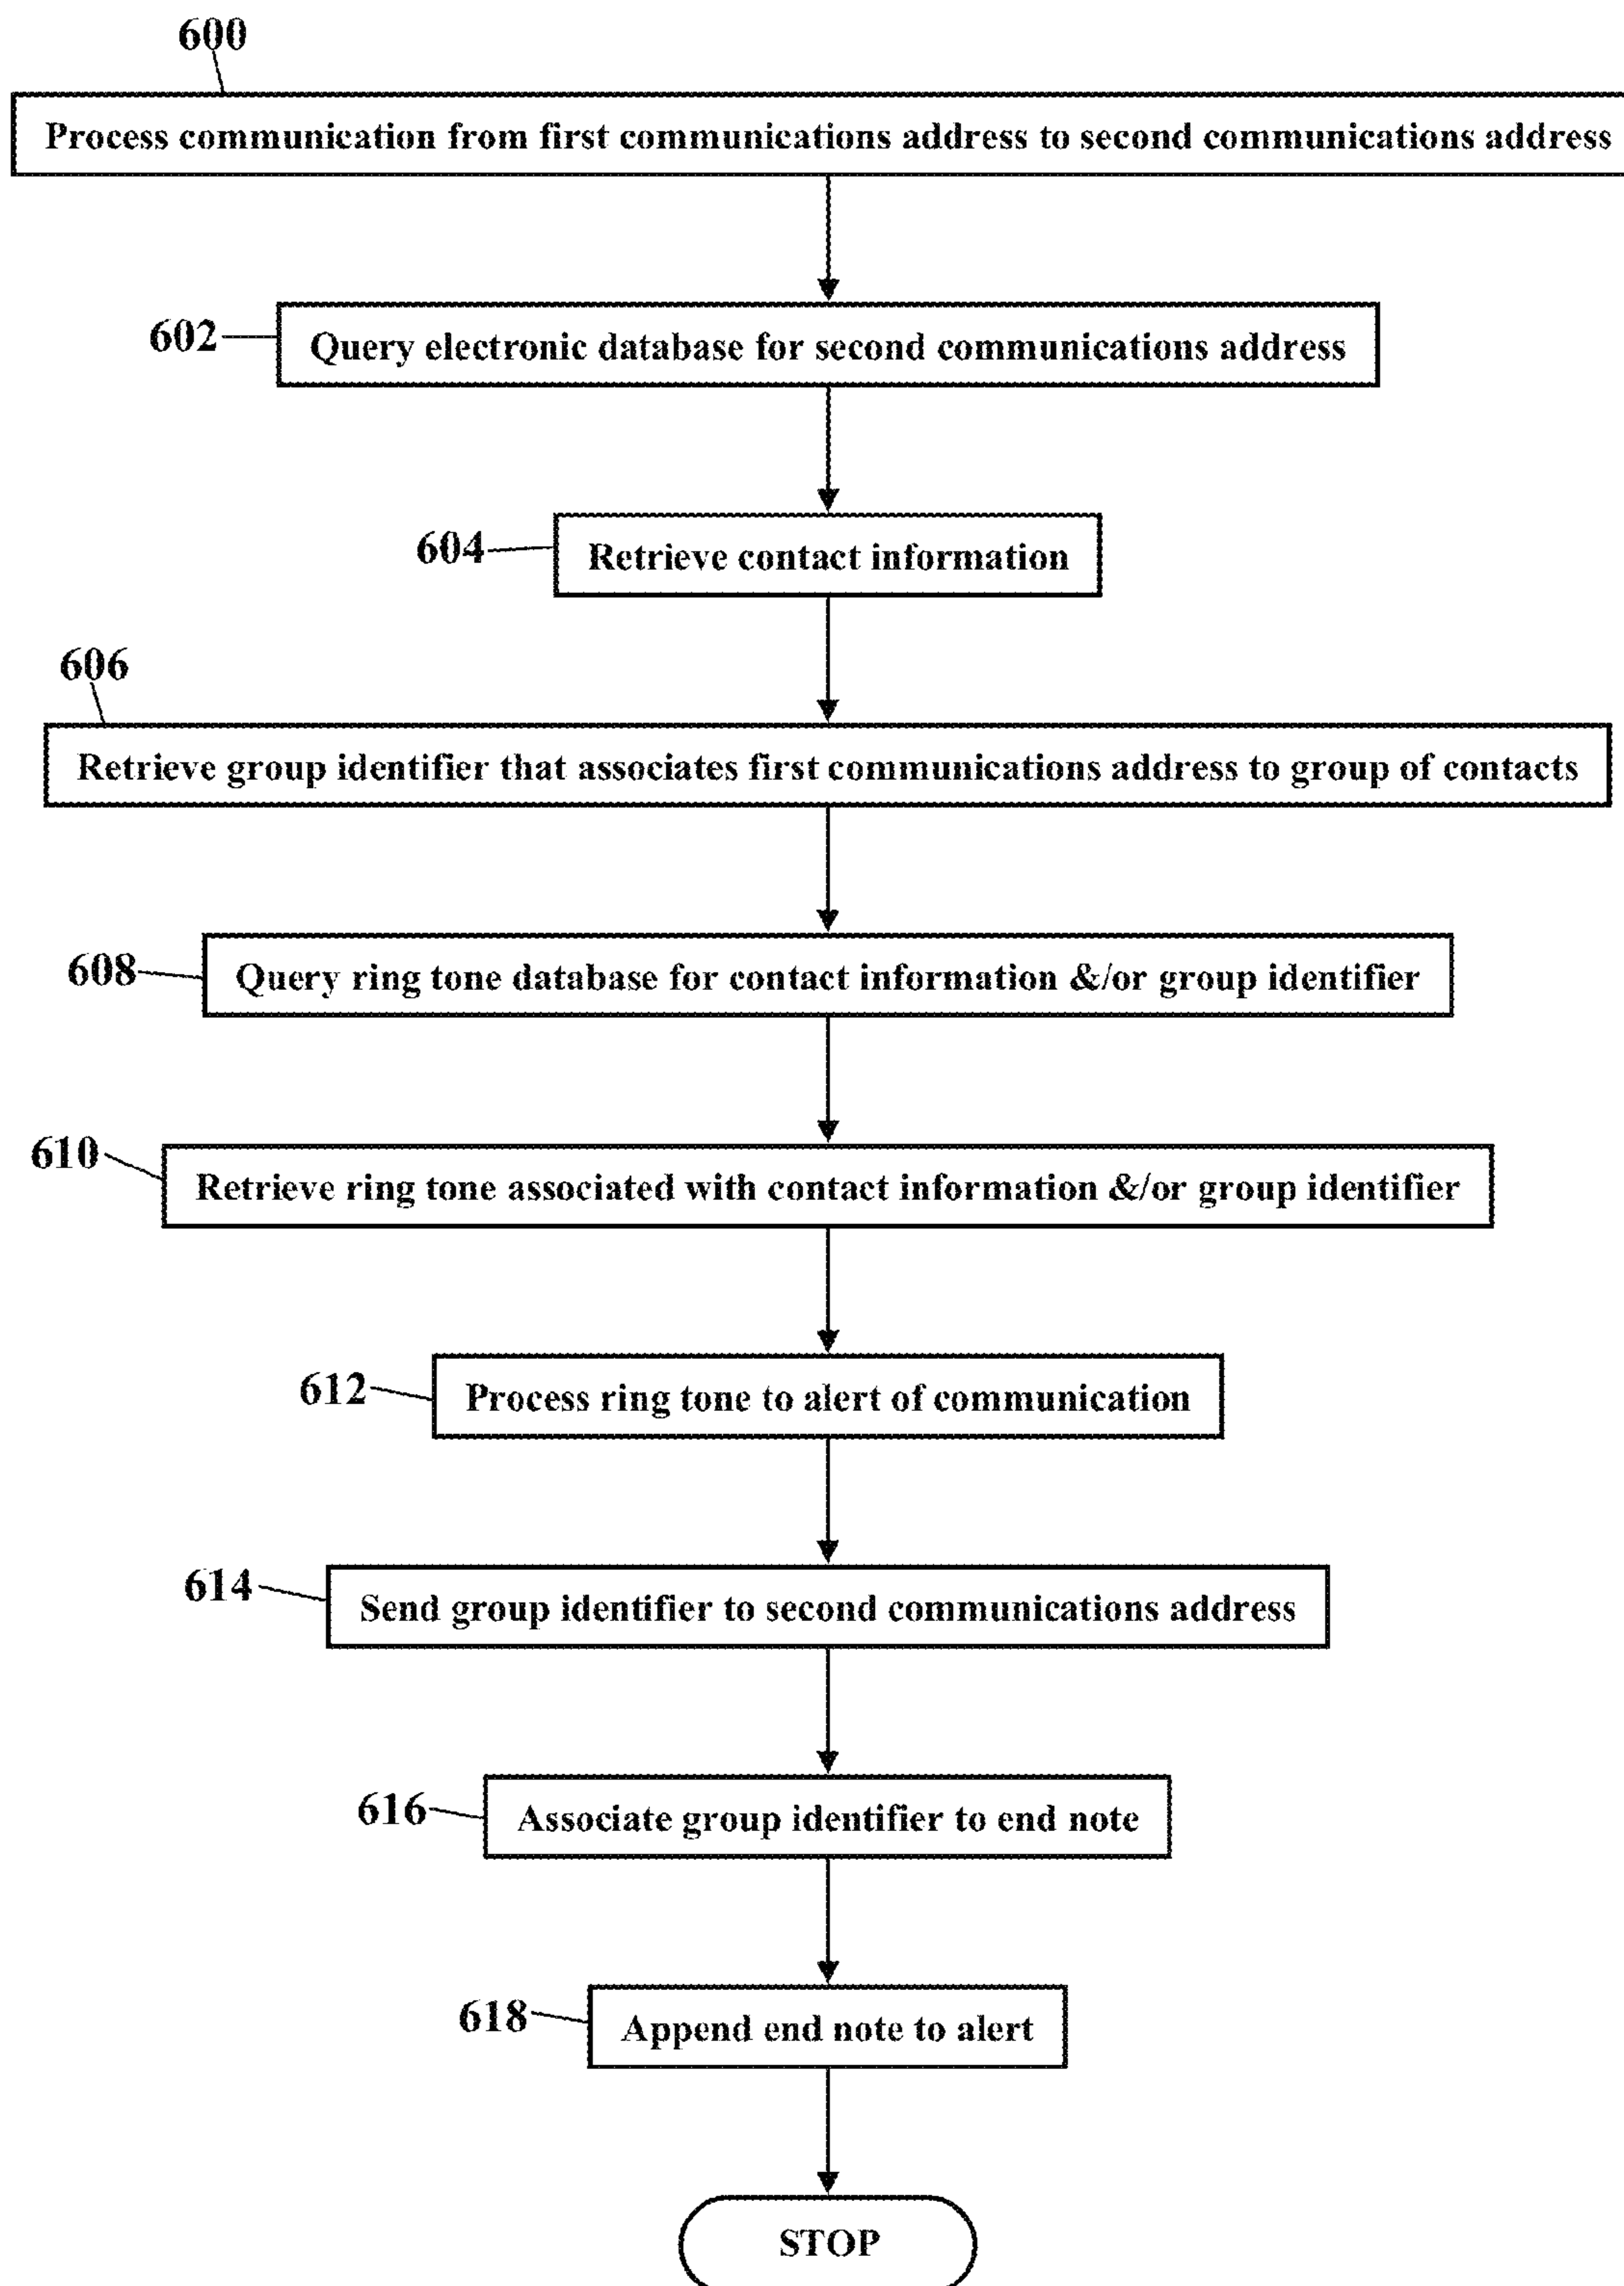 600
Process communication from first communications address to second communications address
602
Query electronic database for second communications address
604
Retrieve contact information
606
Retrieve group identifier that associates first communications address to group of contacts
608
Query ring tone database for contact information &/or group identifier
610
Retrieve ring tone associated with contact information &/or group identifier
612
Process ring tone to alert of communication
614
Send group identifier to second communications address
616
Associate group identifier to end note
618
Append end note to alert
STOP